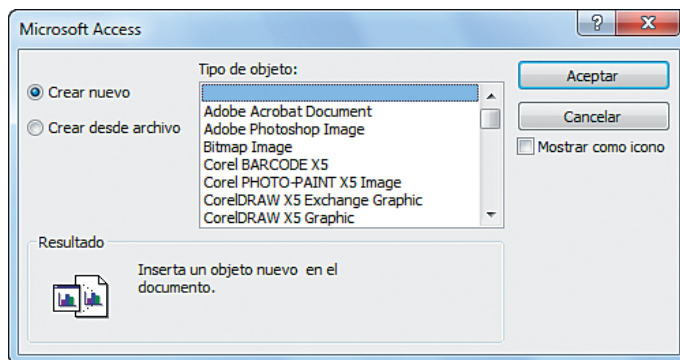 Microsoft Access
Tipo de objeto:
Crear nuevo
Crear desde archivo
Adobe Acrobat Document
Adobe Photoshop Image
Bitmap Image
Corel BARCODE X5
Corel PHOTO-PAINT X5 Image
CorelDRAW X5 Exchange Graphic
CorelDRAW X5 Graphic
Aceptar
Cancelar
Mostrar como icono
Resultado
Inserta un objeto nuevo en el
documento.